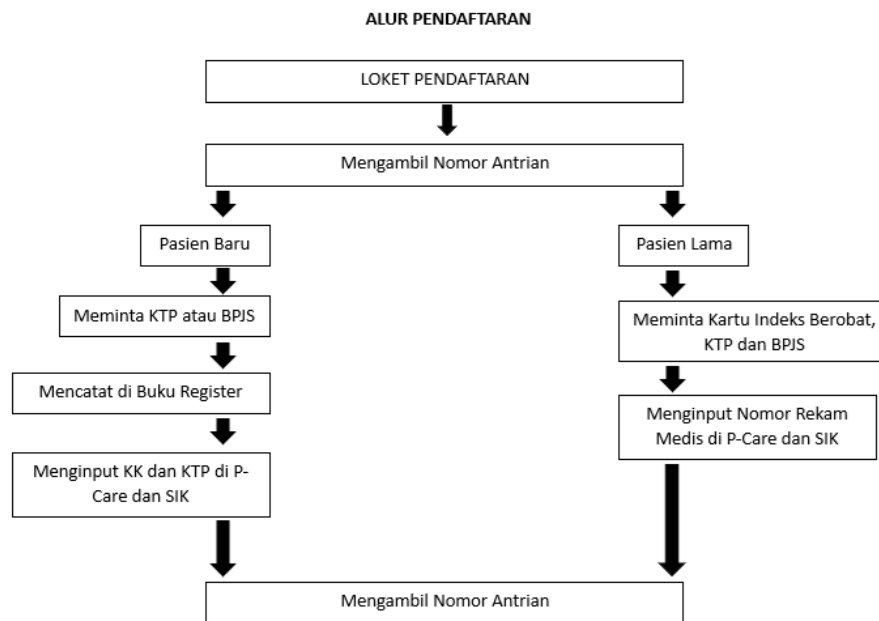 ALUR PENDAFTARAN
LOKET PENDAFTARAN
Mengambil Nomor Antrian
Pasien Baru
Meminta KTP atau BPJS
Mencatat di Buku Register
Menginput KK dan KTP di P-
Care dan SIK
Pasien Lama
Meminta Kartu Indeks Berobat,
KTP dan BPJS
Menginput Nomor Rekam
Medis di P-Care dan SIK
Mengambil Nomor Antrian